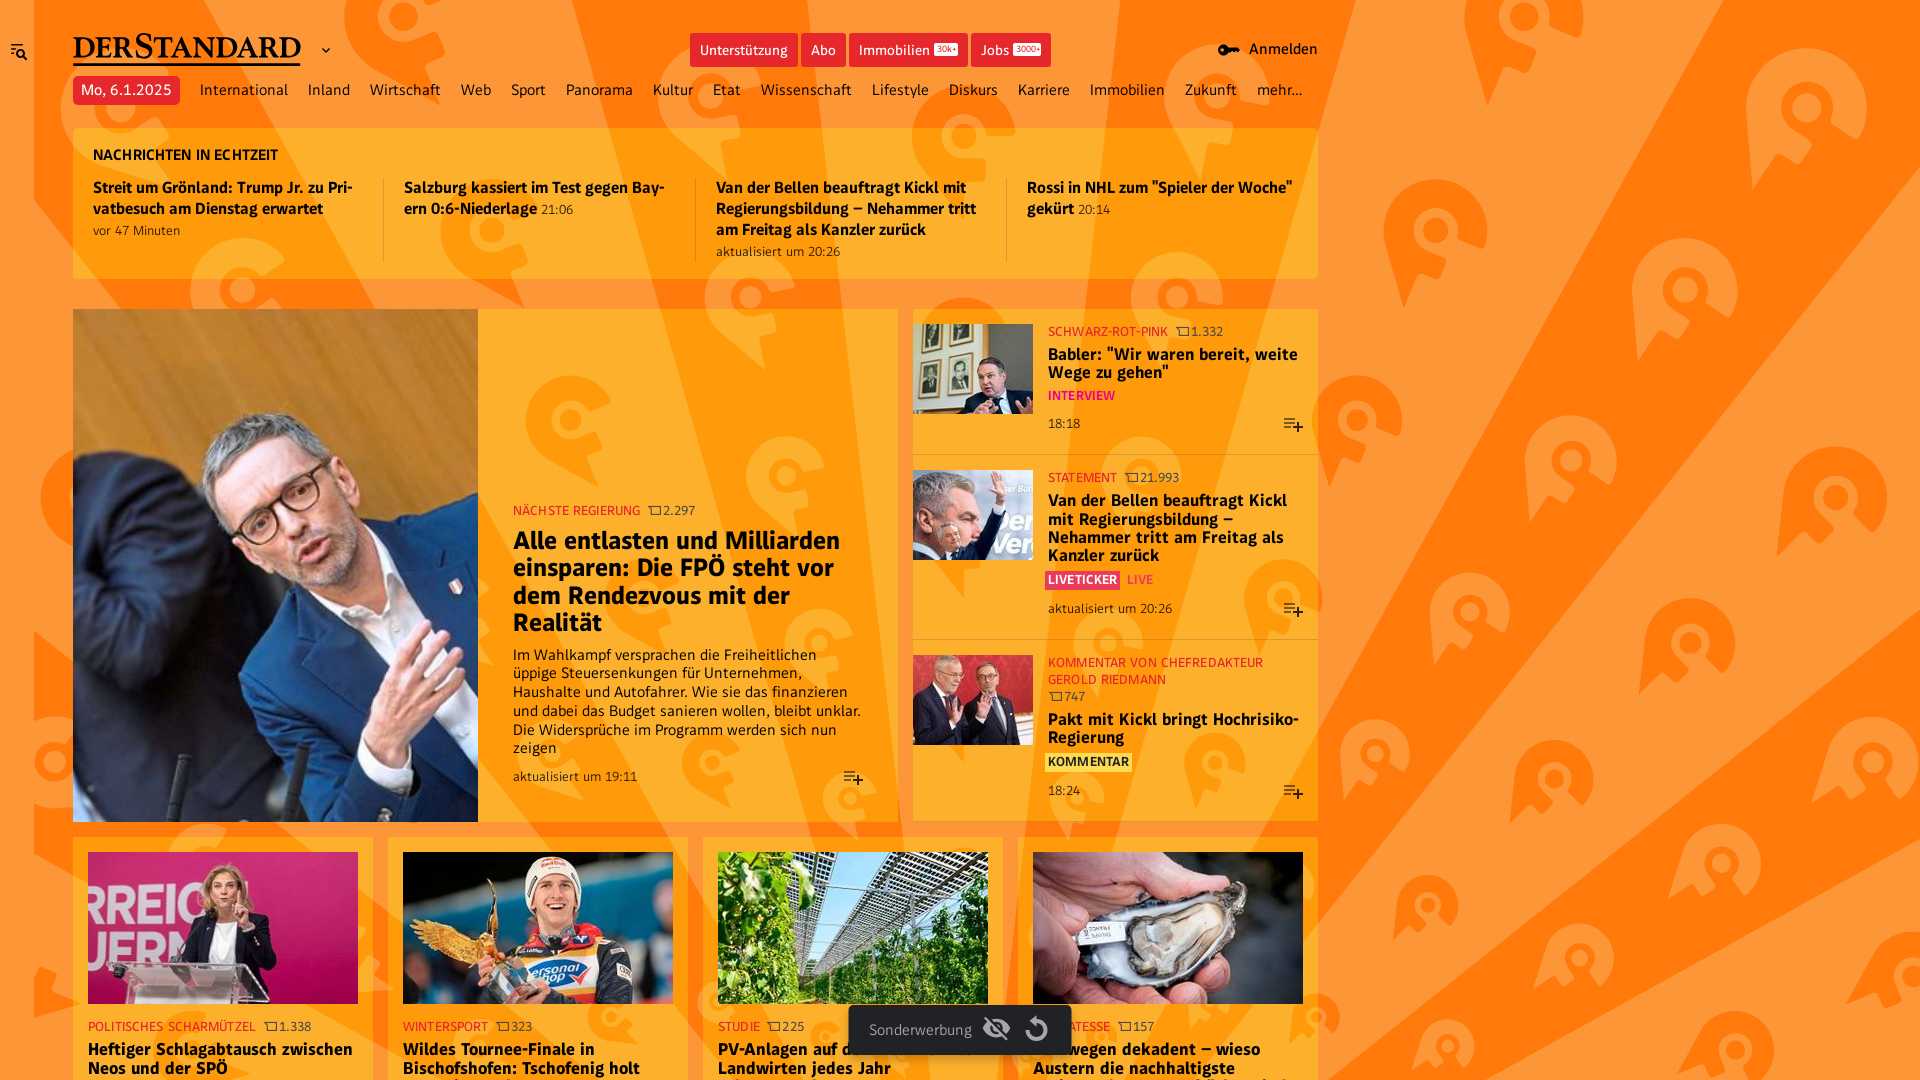 DERSTANDARD
Unterstützung Abo Immobilien 30k+ Jobs 3000+
Anmelden
Mo, 6.1.2025 International Inland Wirtschaft Web Sport Panorama Kultur Etat Wissenschaft Lifestyle Diskurs Karriere Immobilien Zukunft mehr...
NACHRICHTEN IN ECHTZEIT
Streit um Grönland: Trump Jr. zu Pri-
vatbesuch am Dienstag erwartet
vor 47 Minuten
Salzburg kassiert im Test gegen Bay-
ern 0:6-Niederlage 21:06
Van der Bellen beauftragt Kickl mit
Regierungsbildung – Nehammer tritt
am Freitag als Kanzler zurück
aktualisiert um 20:26
Rossi in NHL zum "Spieler der Woche"
gekürt 20:14
NÄCHSTE REGIERUNG 2.297
Alle entlasten und Milliarden
einsparen: Die FPÖ steht vor
dem Rendezvous mit der
Realität
Im Wahlkampf versprachen die Freiheitlichen
üppige Steuersenkungen für Unternehmen,
Haushalte und Autofahrer. Wie sie das finanzieren
und dabei das Budget sanieren wollen, bleibt unklar.
Die Widersprüche im Programm werden sich nun
zeigen
aktualisiert um 19:11
SCHWARZ-ROT-PINK 1.332
Babler: "Wir waren bereit, weite
Wege zu gehen"
INTERVIEW
18:18
STATEMENT 21.993
Van der Bellen beauftragt Kickl
mit Regierungsbildung –
Nehammer tritt am Freitag als
Kanzler zurück
LIVETICKER LIVE
aktualisiert um 20:26
KOMMENTAR VON CHEFREDAKTEUR
GEROLD RIEDMANN
747
Pakt mit Kickl bringt Hochrisiko-
Regierung
KOMMENTAR
18:24
RREIC
UERN
POLITISCHES SCHARMÜTZEL 1.338
Heftiger Schlagabtausch zwischen
Neos und der SPÖ
personal
shop
WINTERSPORT 323
Wildes Tournee-Finale in
Bischofshofen: Tschofenig holt
STUDIE 225
PV-Anlagen auf d
Landwirten jedes Jahr
FRANCE
ATESSE 157
wegen dekadent – wieso
Austern die nachhaltigste
Sonderwerbung